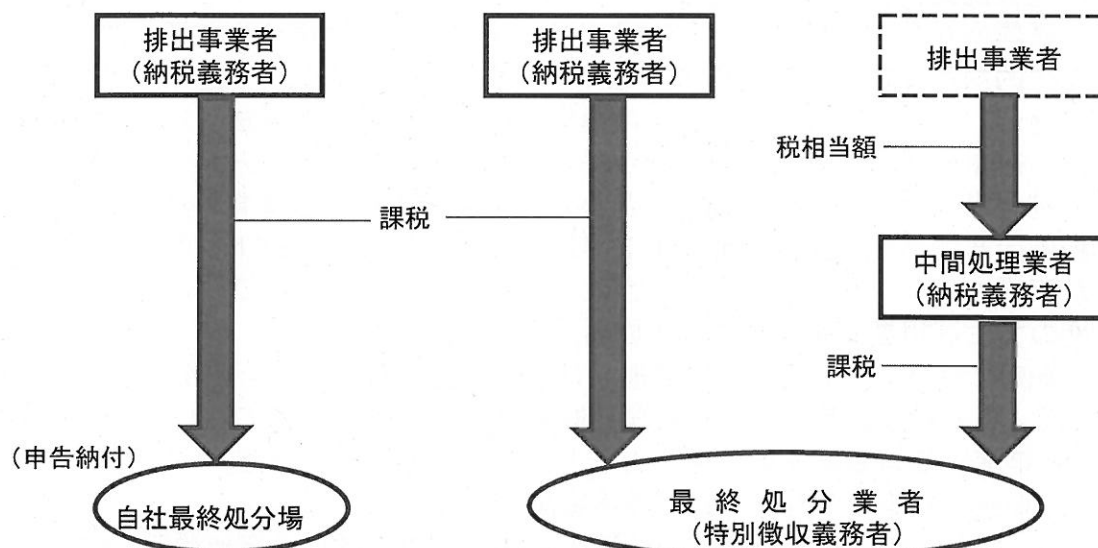 排出事業者
（納税義務者）
排出事業者
（納税義務者）
排出事業者
税相当額
課税
中間処理業者
（納税義務者）
課税
（申告納付）
自社最終処分場
最終処分業者
（特別徴収義務者）